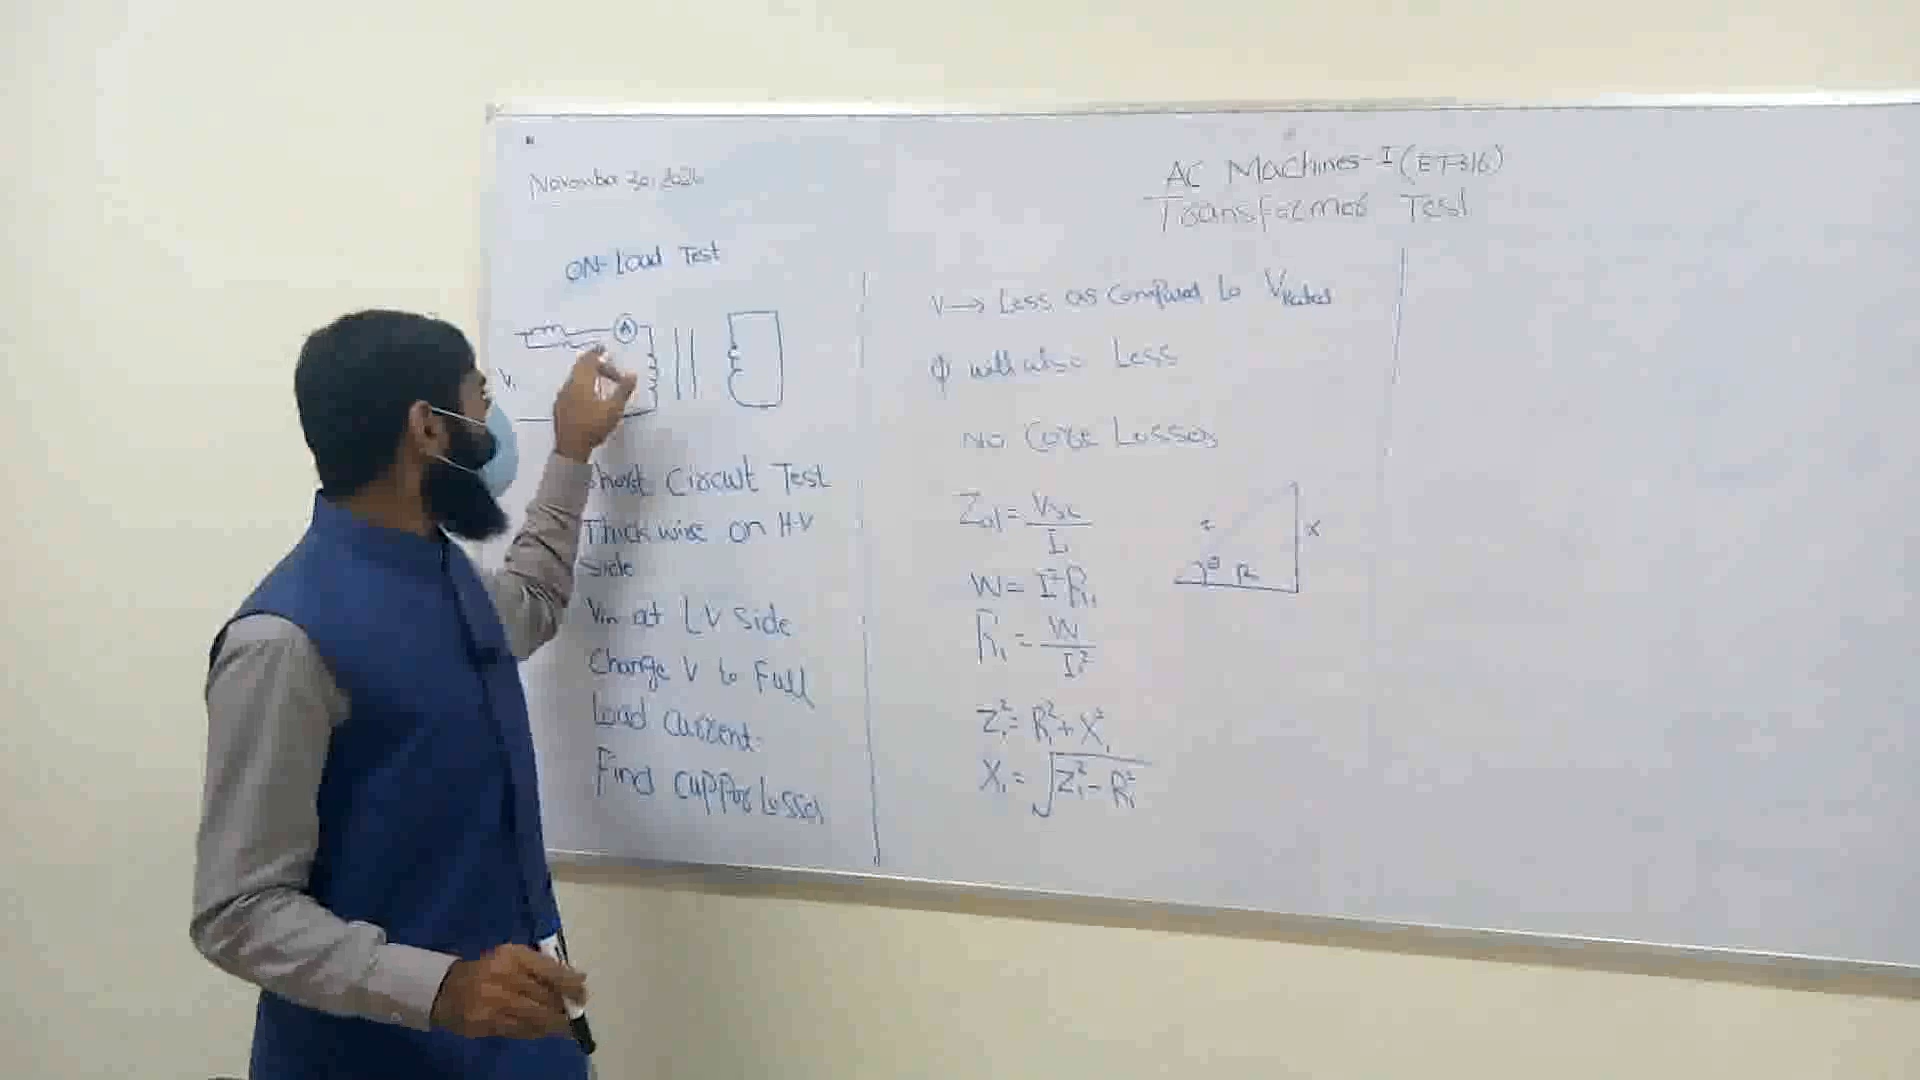 November 30, 2020
AC Machines-I (ET-316)
Transformer Test
ON-Load Test
A
V₁
Short Circuit Test
Thick wire on H.V
Side
Vin at LV Side
Change V to Full
Load Current.
Find Cuppor Losses
V → Less as Compared to VRated
φ will also Less
No Core Losses
Z01 = Vsc / I₁
W = I²R₁
R₁ = W / I²
Z₁² = R₁² + X₁²
X₁ = √Z₁² - R₁²
Z
X
θ
R